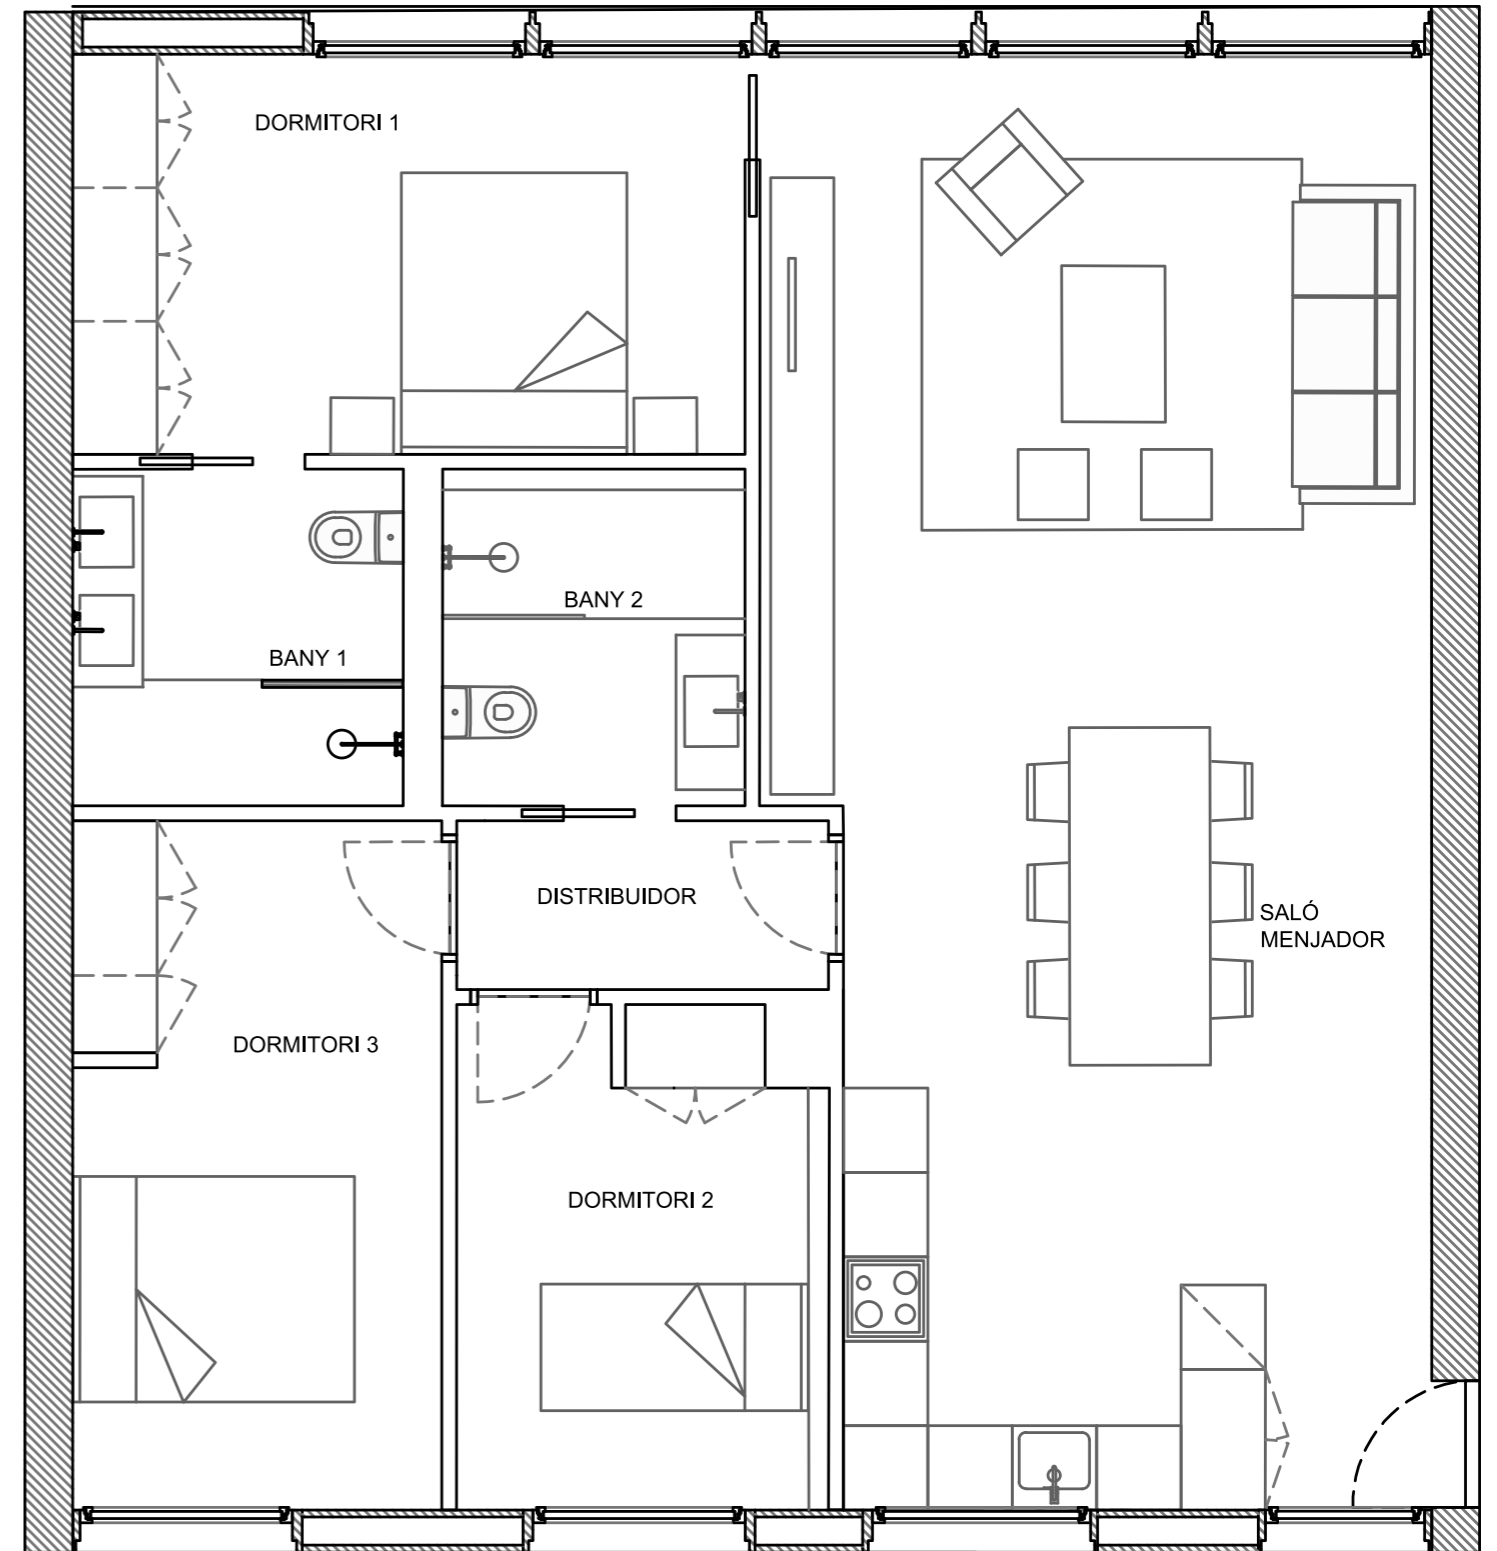 DORMITORI 1
BANY 2
BANY 1
DISTRIBUIDOR
SALÓ
MENJADOR
DORMITORI 3
DORMITORI 2